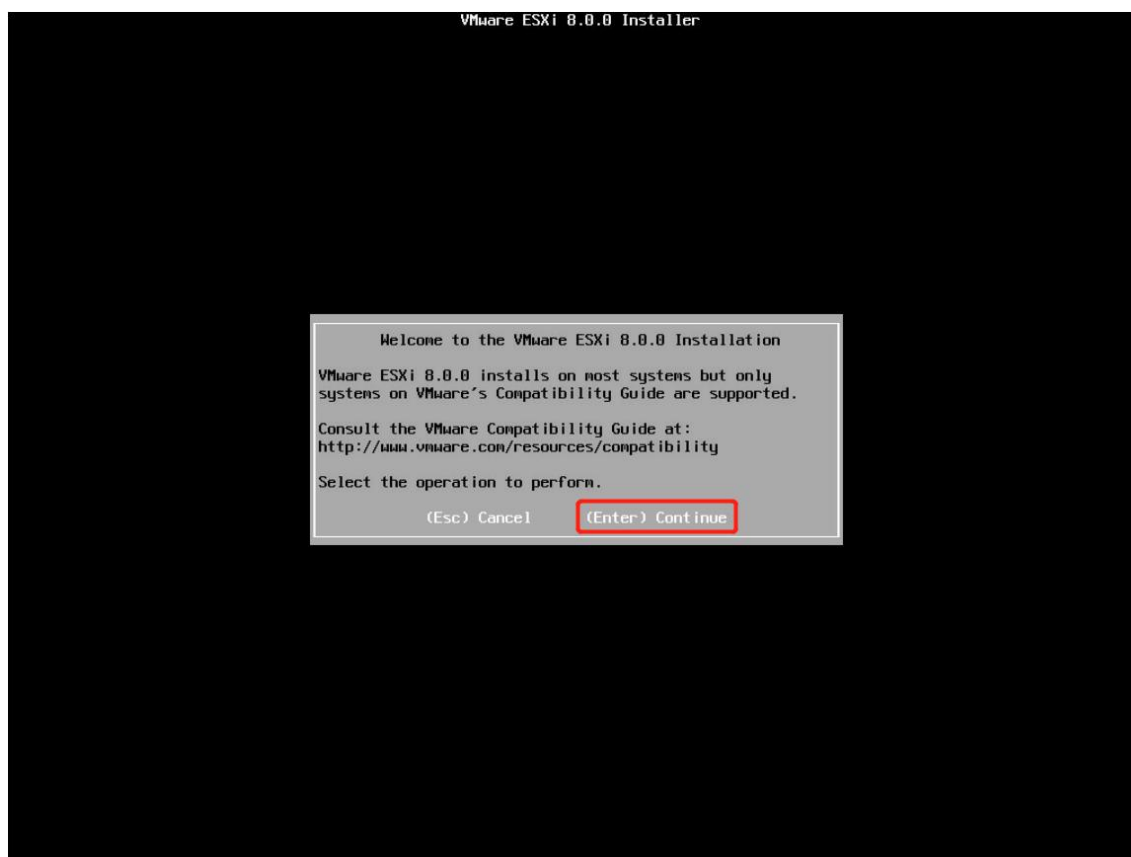 VMware ESXi 8.0.0 Installer
Welcome to the VMware ESXi 8.0.0 Installation
VMware ESXi 8.0.0 installs on most systems but only
systems on VMware's Compatibility Guide are supported.
Consult the VMware Compatibility Guide at:
http://www.vmware.com/resources/compatibility
Select the operation to perform.
(Esc) Cancel (Enter) Continue